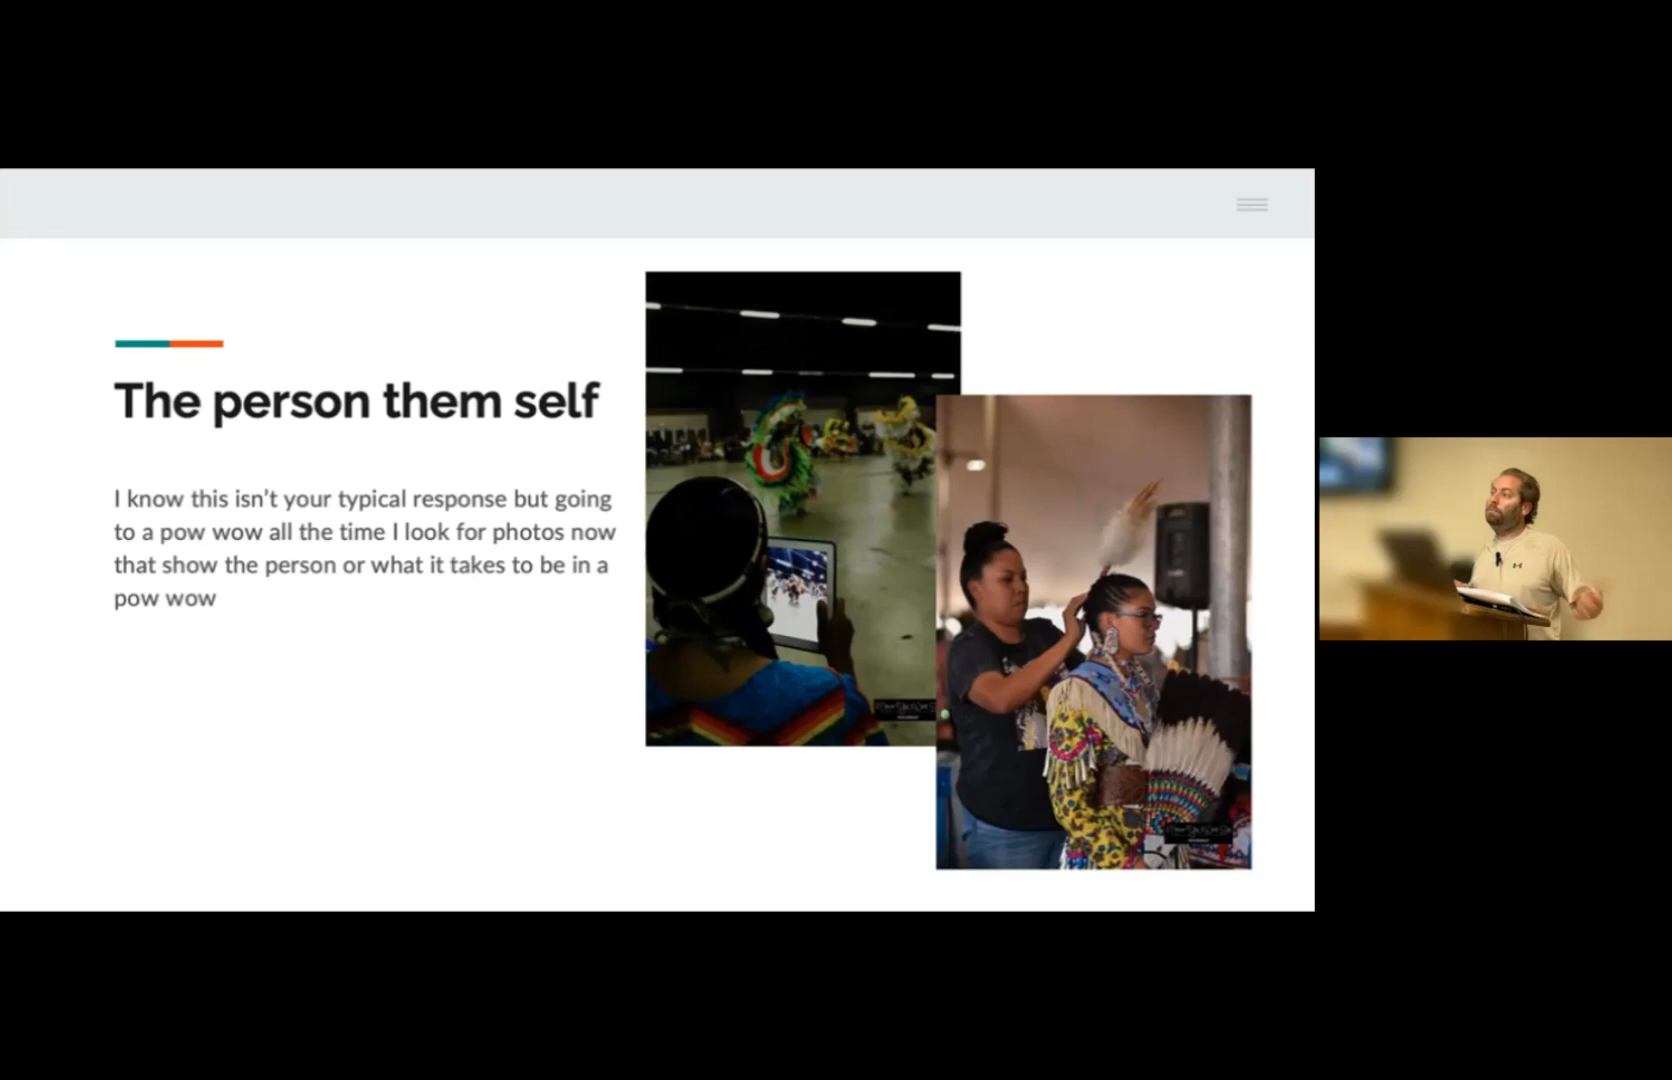 The person them self
I know this isn't your typical response but going
to a pow wow all the time I look for photos now
that show the person or what it takes to be in a
pow wow